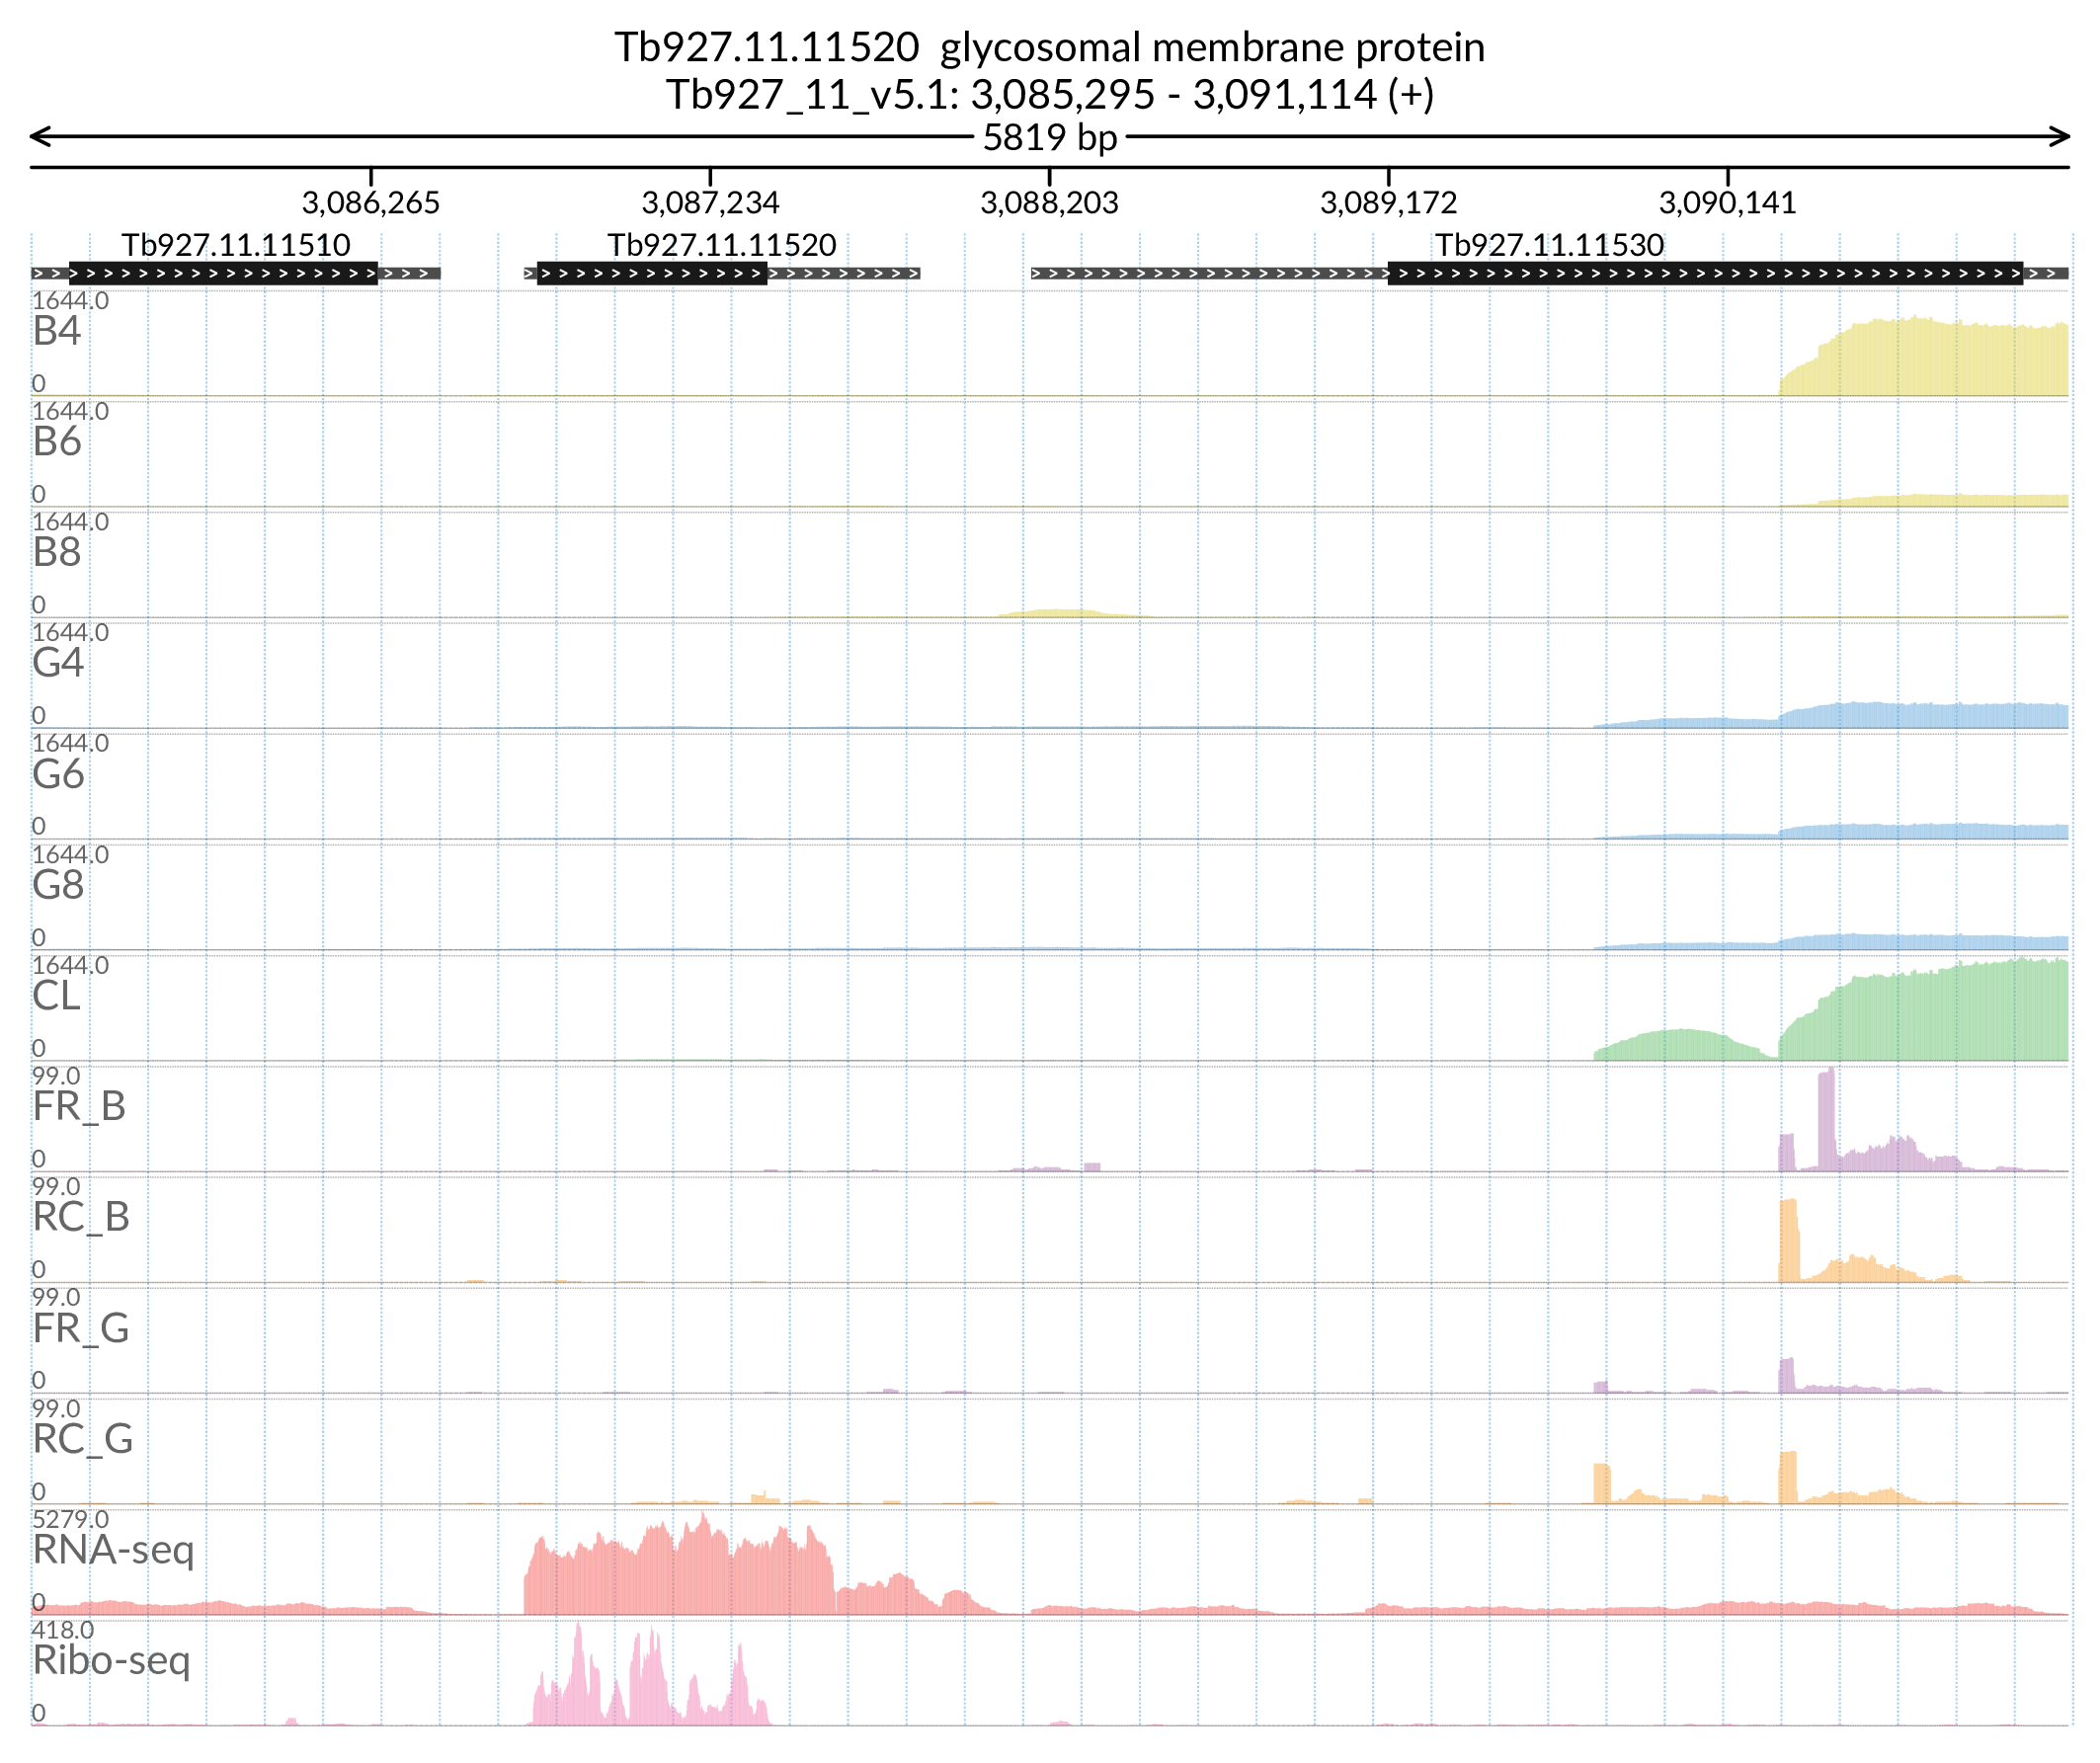 Tb927.11.11520 glycosomal membrane protein
Tb927_11_v5.1: 3,085,295 - 3,091,114 (+)
5819 bp
3,086,265 3,087,234 3,088,203 3,089,172 3,090,141
Tb927.11.11510 Tb927.11.11520 Tb927.11.11530
1644.0
B4
0
1644.0
B6
0
1644.0
B8
0
1644.0
G4
0
1644.0
G6
0
1644.0
G8
0
1644.0
CL
0
99.0
FR_B
0
99.0
RC_B
0
99.0
FR_G
0
99.0
RC_G
0
5279.0
RNA-seq
0
418.0
Ribo-seq
0